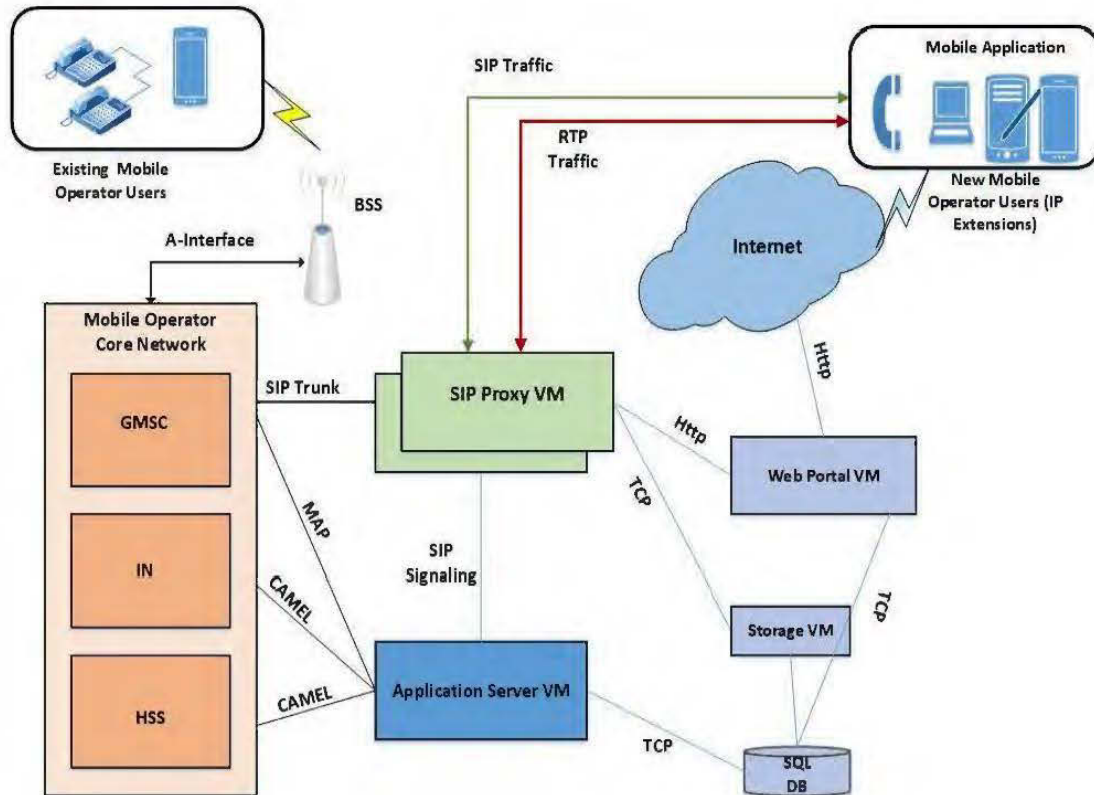 Existing Mobile
Operator Users
BSS
A-Interface
SIP Traffic
RTP
Traffic
Mobile Application
New Mobile
Operator Users (IP
Extensions)
Internet
Http
Mobile Operator
Core Network
GMSC
IN
HSS
SIP Trunk
SIP Proxy VM
Http
TCP
Web Portal VM
MAP
CAMEL
CAMEL
SIP
Signaling
Application Server VM
Storage VM
TCP
TCP
SQL
DB